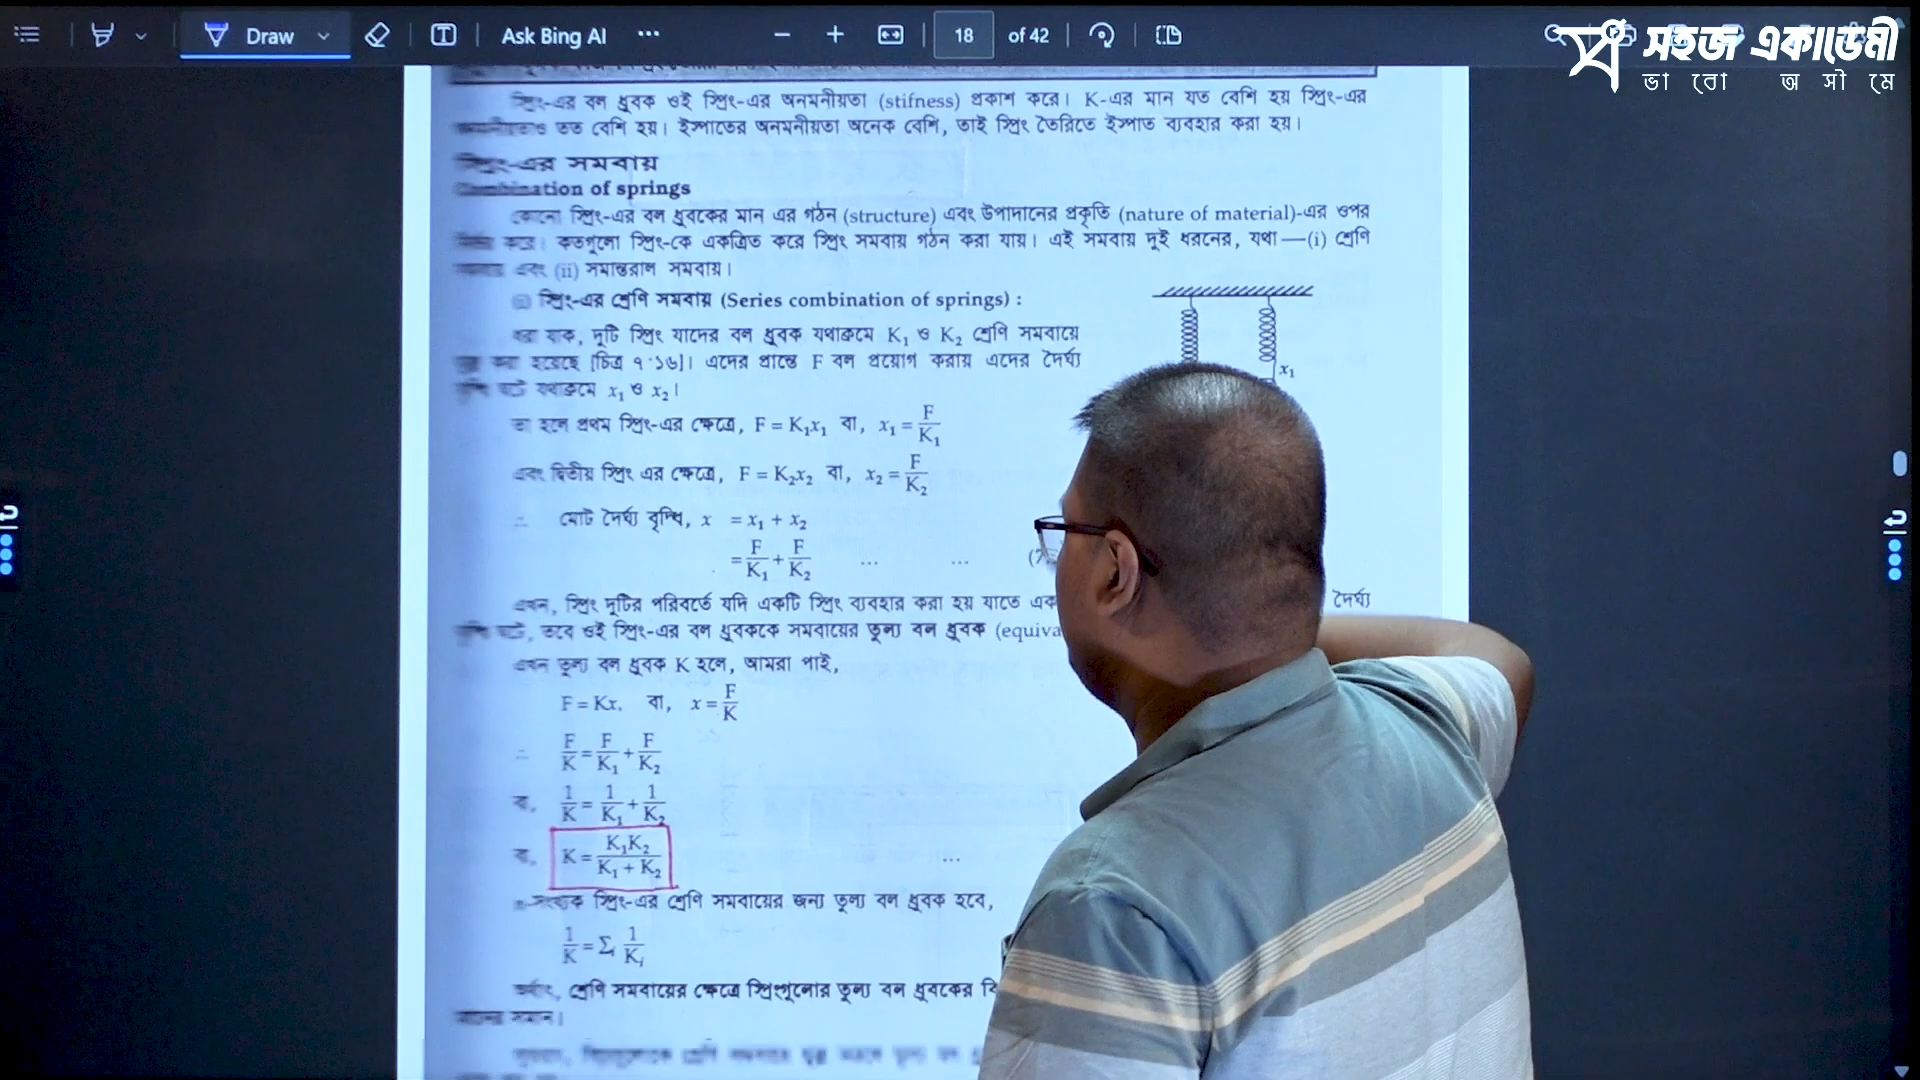 Draw
Ask Bing AI
18 of 42
সহজ একাডেমী
ভাবো অসীমে
স্প্রিং-এর বল ধ্রুবক ওই স্প্রিং-এর অনমনীয়তা (stifness) প্রকাশ করে। K-এর মান যত বেশি হয় স্প্রিং-এর
তত বেশি হয়। ইস্পাতের অনমনীয়তা অনেক বেশি, তাই স্প্রিং তৈরিতে ইস্পাত ব্যবহার করা হয়।
স্প্রিং-এর সমবায়
Combination of springs
কোনো স্প্রিং-এর বল ধ্রুবকের মান এর গঠন (structure) এবং উপাদানের প্রকৃতি (nature of material)-এর ওপর
নির্ভর করে। কতগুলো স্প্রিং-কে একত্রিত করে স্প্রিং সমবায় গঠন করা যায়। এই সমবায় দুই ধরনের, যথা—(i) শ্রেণি
এবং (ii) সমান্তরাল সমবায়।
স্প্রিং-এর শ্রেণি সমবায় (Series combination of springs) :
ধরা যাক, দুটি স্প্রিং যাদের বল ধ্রুবক যথাক্রমে K₁ ও K₂ শ্রেণি সমবায়ে
করা হয়েছে [চিত্র ৭·১৬]। এদের প্রান্তে F বল প্রয়োগ করায় এদের দৈর্ঘ্য
বৃদ্ধি ঘটে যথাক্রমে x₁ ও x₂।
x₁
তা হলে প্রথম স্প্রিং-এর ক্ষেত্রে, F = K₁x₁ বা, x₁ = F/K₁
এবং দ্বিতীয় স্প্রিং এর ক্ষেত্রে, F = K₂x₂ বা, x₂ = F/K₂
∴ মোট দৈর্ঘ্য বৃদ্ধি, x = x₁ + x₂
= F/K₁ + F/K₂ ... ...
এখন, স্প্রিং দুটির পরিবর্তে যদি একটি স্প্রিং ব্যবহার করা হয় যাতে এক দৈর্ঘ্য
বৃদ্ধি ঘটে, তবে ওই স্প্রিং-এর বল ধ্রুবককে সমবায়ের তুল্য বল ধ্রুবক (equiva
এখন তুল্য বল ধ্রুবক K হলে, আমরা পাই,
F = Kx. বা, x = F/K
∴ F/K = F/K₁ + F/K₂
বা, 1/K = 1/K₁ + 1/K₂
বা, K = K₁K₂/K₁ + K₂ ...
n-সংখ্যক স্প্রিং-এর শ্রেণি সমবায়ের জন্য তুল্য বল ধ্রুবক হবে,
1/K = Σ 1/Kᵢ
অর্থাৎ, শ্রেণি সমবায়ের ক্ষেত্রে স্প্রিংগুলোর তুল্য বল ধ্রুবকের বি
সমান।